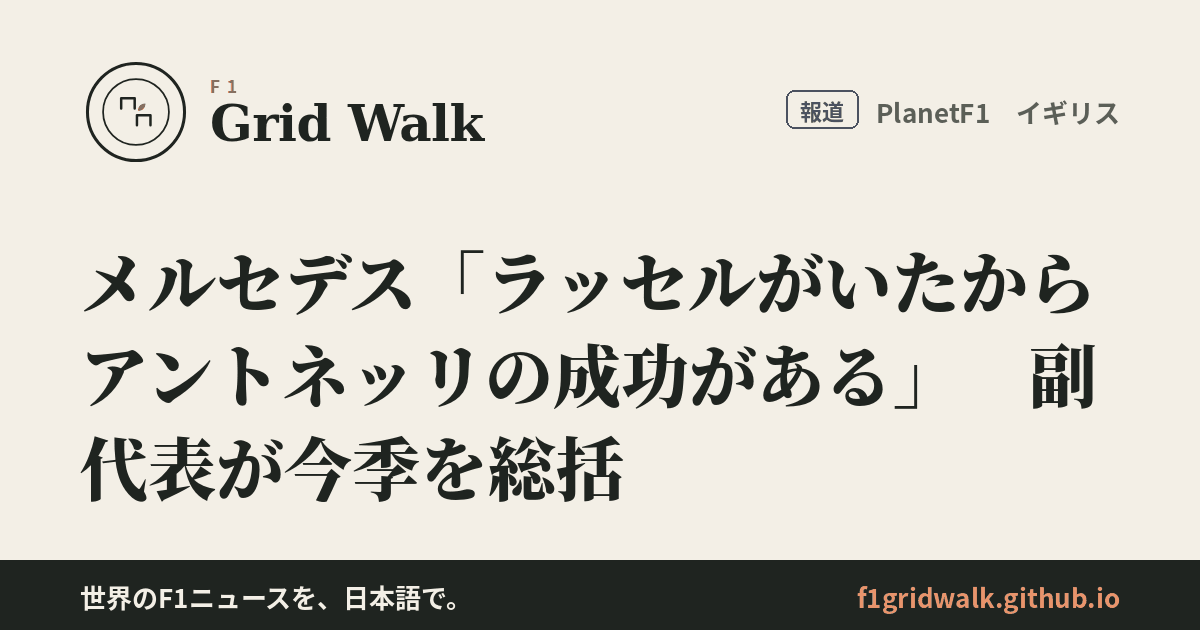 F1
Grid Walk
報道 PlanetF1　イギリス
メルセデス「ラッセルがいたから
アントネッリの成功がある」　副
代表が今季を総括
世界のF1ニュースを、日本語で。
f1gridwalk.github.io